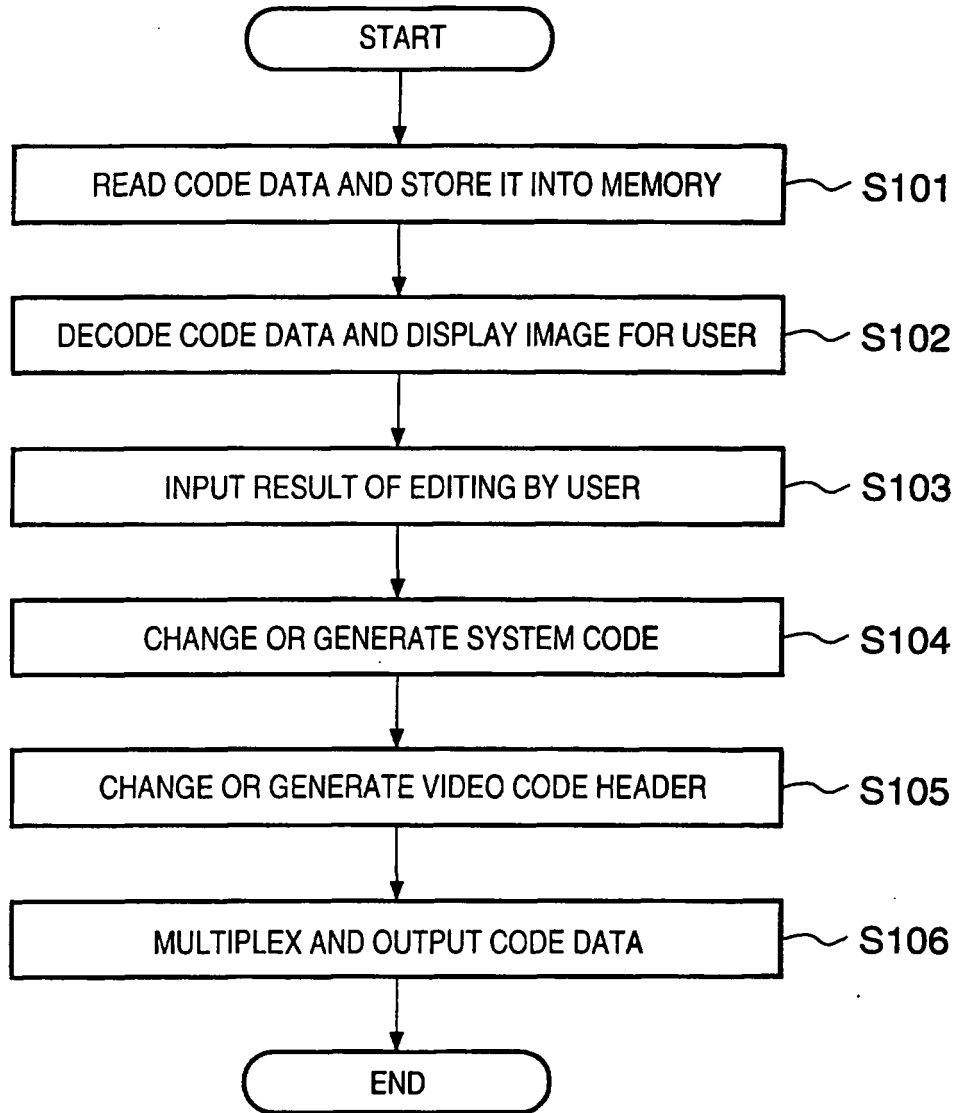 START
READ CODE DATA AND STORE IT INTO MEMORY S101
DECODE CODE DATA AND DISPLAY IMAGE FOR USER S102
INPUT RESULT OF EDITING BY USER S103
CHANGE OR GENERATE SYSTEM CODE S104
CHANGE OR GENERATE VIDEO CODE HEADER S105
MULTIPLEX AND OUTPUT CODE DATA S106
END